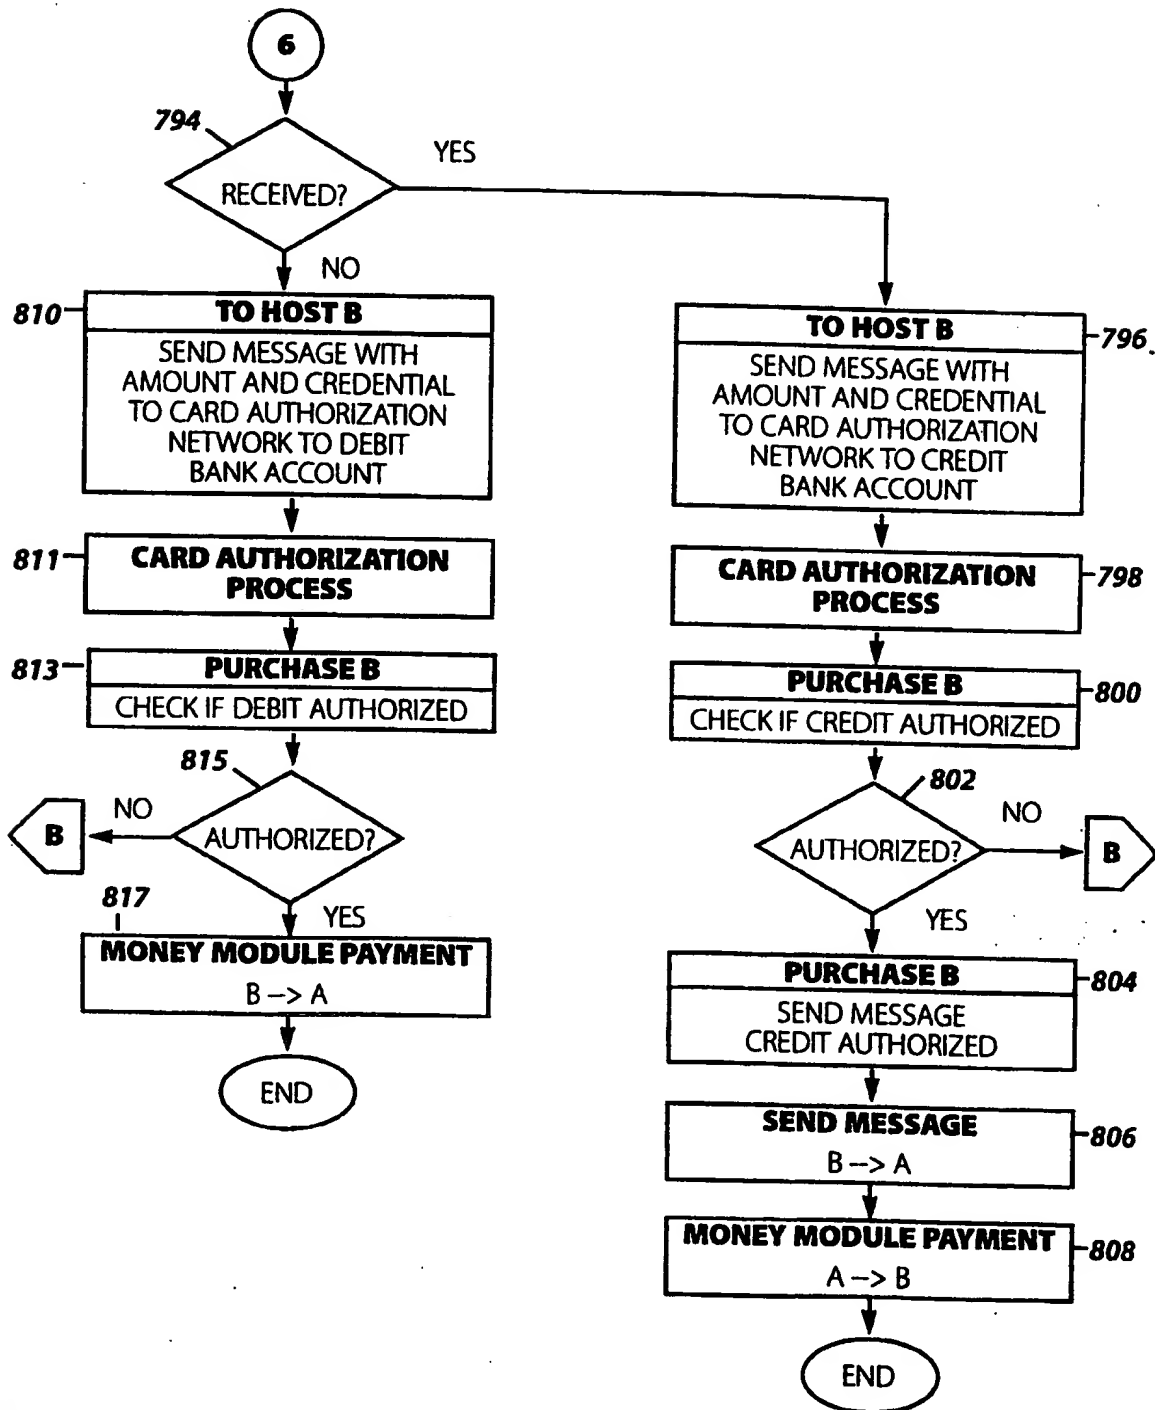 6
794
YES
RECEIVED?
NO
810
TO HOST B
SEND MESSAGE WITH
AMOUNT AND CREDENTIAL
TO CARD AUTHORIZATION
NETWORK TO DEBIT
BANK ACCOUNT
811
CARD AUTHORIZATION
PROCESS
813
PURCHASE B
CHECK IF DEBIT AUTHORIZED
815
NO
B
AUTHORIZED?
817
YES
MONEY MODULE PAYMENT
B --> A
END
TO HOST B
796
SEND MESSAGE WITH
AMOUNT AND CREDENTIAL
TO CARD AUTHORIZATION
NETWORK TO CREDIT
BANK ACCOUNT
CARD AUTHORIZATION
PROCESS
798
PURCHASE B
800
CHECK IF CREDIT AUTHORIZED
802
AUTHORIZED?
NO
B
YES
PURCHASE B
804
SEND MESSAGE
CREDIT AUTHORIZED
SEND MESSAGE
806
B --> A
MONEY MODULE PAYMENT
808
A --> B
END